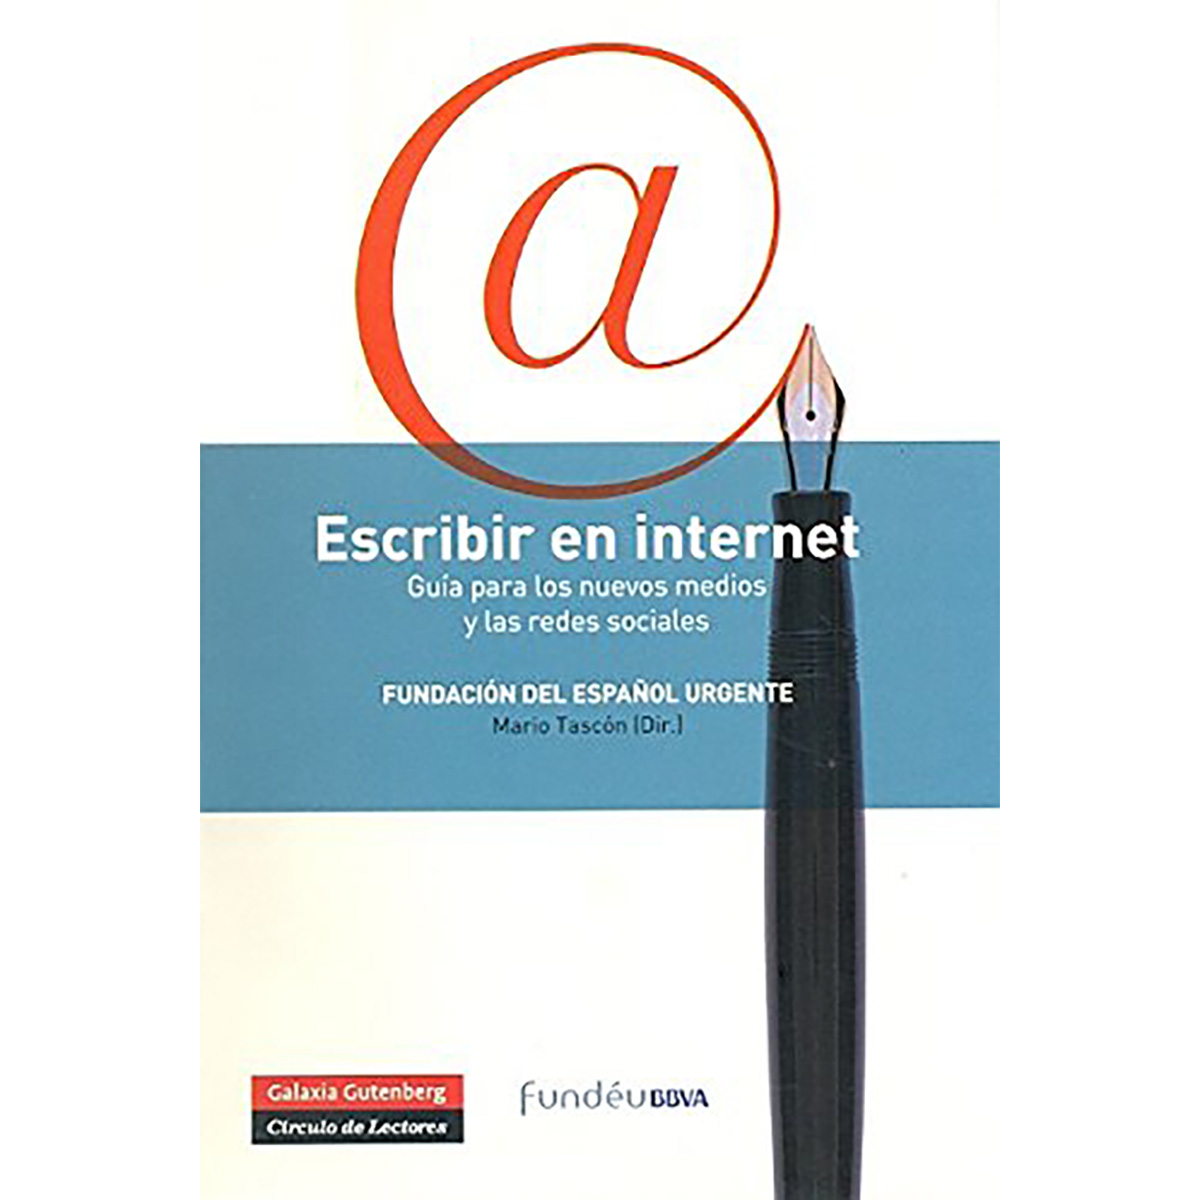 @
Escribir en internet
Guía para los nuevos medios
y las redes sociales
FUNDACIÓN DEL ESPAÑOL URGENTE
Mario Tascón (Dir.)
Galaxia Gutenberg
Círculo de Lectores
fundéu BBVA